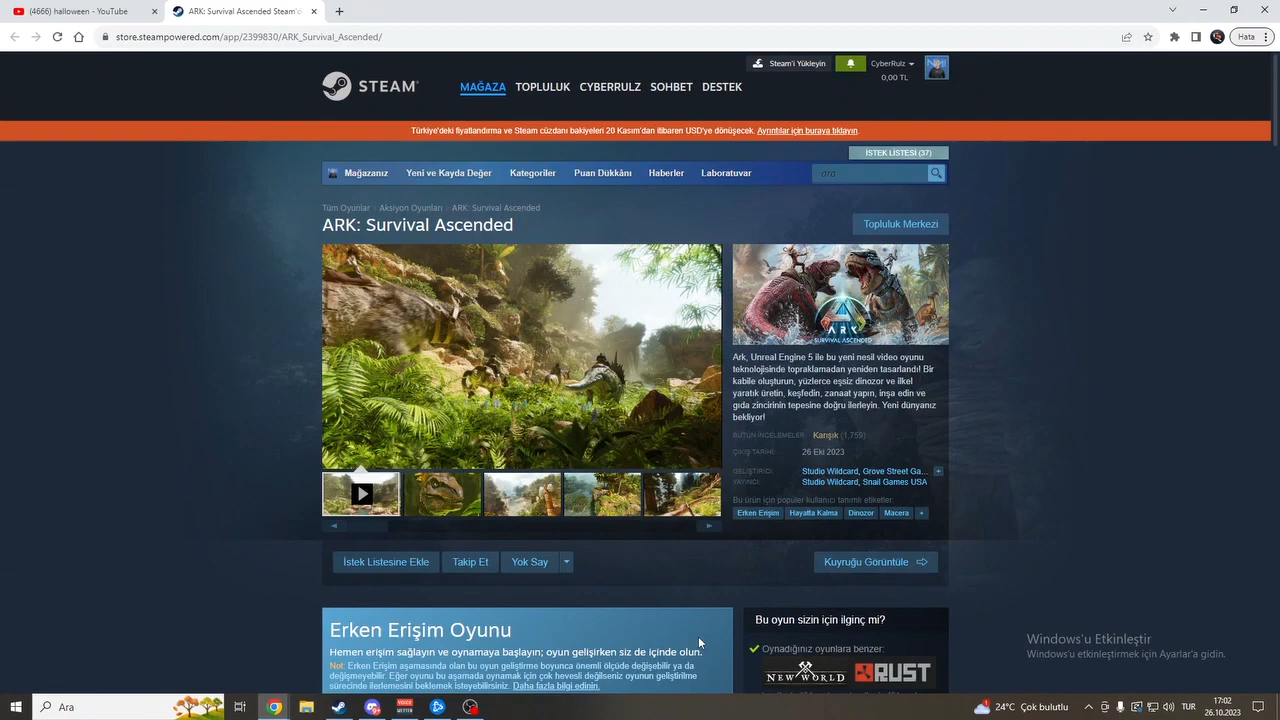 (4666) halloween - YouTube
ARK: Survival Ascended Steam'd
store.steampowered.com/app/2399830/ARK_Survival_Ascended/
Hata
STEAM
MAĞAZA TOPLULUK CYBERRULZ SOHBET DESTEK
Steam'i Yükleyin
CyberRulz
0,00 TL
Türkiye'deki fiyatlandırma ve Steam cüzdanı bakiyeleri 20 Kasım'dan itibaren USD'ye dönüşecek. Ayrıntılar için buraya tıklayın.
İSTEK LİSTESİ (37)
Mağazanız Yeni ve Kayda Değer Kategoriler Puan Dükkânı Haberler Laboratuvar
ara
Tüm Oyunlar Aksiyon Oyunları ARK: Survival Ascended
ARK: Survival Ascended
Topluluk Merkezi
ARK
SURVIVAL ASCENDED
Ark, Unreal Engine 5 ile bu yeni nesil video oyunu
teknolojisinde topraklamadan yeniden tasarlandı! Bir
kabile oluşturun, yüzlerce eşsiz dinozor ve ilkel
yaratık üretin, keşfedin, zanaat yapın, inşa edin ve
gıda zincirinin tepesine doğru ilerleyin. Yeni dünyanız
bekliyor!
BÜTÜN İNCELEMELER: Karışık (1,759)
ÇIKIŞ TARİHİ: 26 Eki 2023
GELİŞTİRİCİ: Studio Wildcard, Grove Street Ga... +
YAYINCI: Studio Wildcard, Snail Games USA
Bu ürün için popüler kullanıcı tanımlı etiketler:
Erken Erişim Hayatta Kalma Dinozor Macera +
İstek Listesine Ekle Takip Et Yok Say
Kuyruğu Görüntüle
Erken Erişim Oyunu
Hemen erişim sağlayın ve oynamaya başlayın; oyun gelişirken siz de içinde olun.
Not: Erken Erişim aşamasında olan bu oyun geliştirme boyunca önemli ölçüde değişebilir ya da
değişmeyebilir. Eğer oyunu bu aşamada oynamak için çok hevesli değilseniz oyunun geliştirilme
sürecinde ilerlemesini beklemek isteyebilirsiniz. Daha fazla bilgi edinin.
Bu oyun sizin için ilginç mi?
Oynadığınız oyunlara benzer:
NEW WORLD
RUST
Windows'u Etkinleştir
Windows'u etkinleştirmek için Ayarlar'a gidin.
Ara
24°C Çok bulutlu
TUR
17:02
26.10.2023